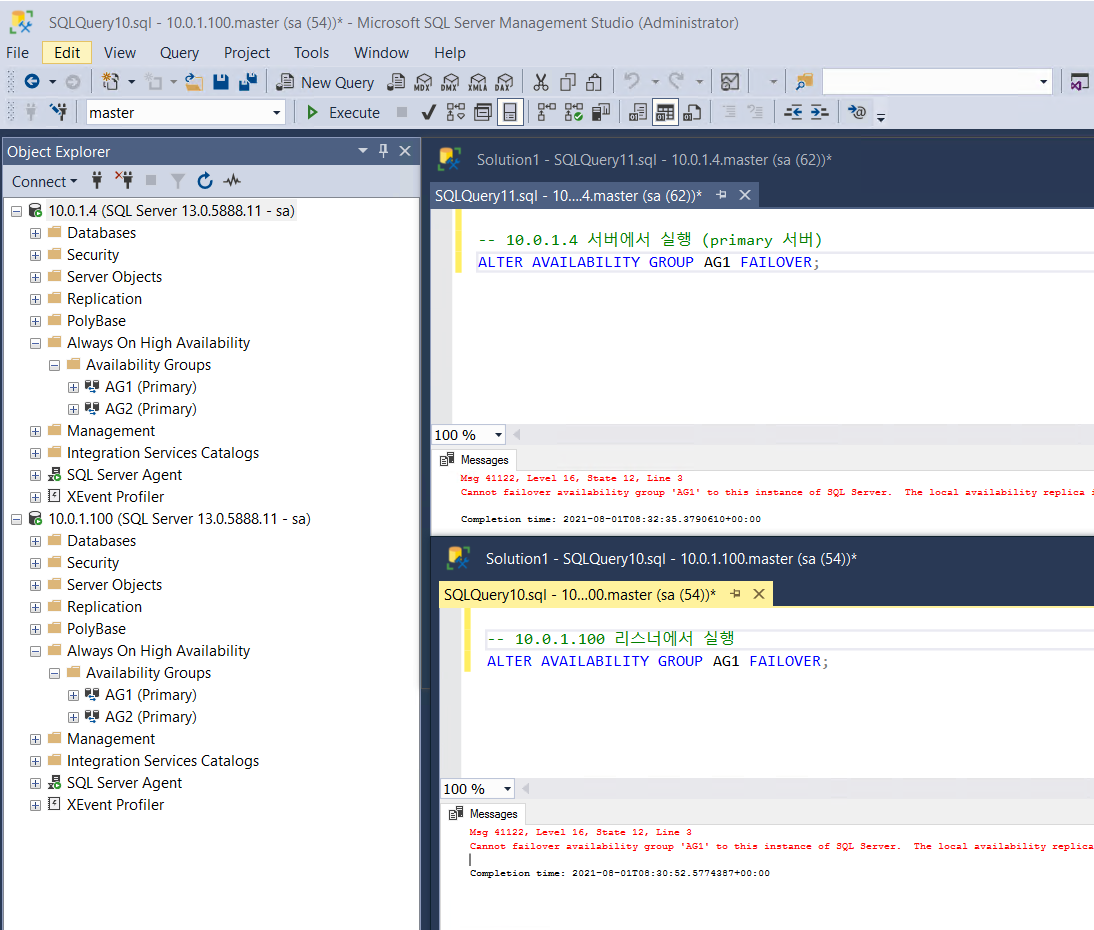 SQLQuery10.sql - 10.0.1.100.master (sa (54))* - Microsoft SQL Server Management Studio (Administrator)
File Edit View Query Project Tools Window Help
New Query MDX DMX XMLA DAX
master Execute
Object Explorer
Connect
10.0.1.4 (SQL Server 13.0.5888.11 - sa)
Databases
Security
Server Objects
Replication
PolyBase
Always On High Availability
Availability Groups
AG1 (Primary)
AG2 (Primary)
Management
Integration Services Catalogs
SQL Server Agent
XEvent Profiler
10.0.1.100 (SQL Server 13.0.5888.11 - sa)
Databases
Security
Server Objects
Replication
PolyBase
Always On High Availability
Availability Groups
AG1 (Primary)
AG2 (Primary)
Management
Integration Services Catalogs
SQL Server Agent
XEvent Profiler
Solution1 - SQLQuery11.sql - 10.0.1.4.master (sa (62))*
SQLQuery11.sql - 10....4.master (sa (62))*
-- 10.0.1.4 서버에서 실행 (primary 서버)
ALTER AVAILABILITY GROUP AG1 FAILOVER;
100 %
Messages
Msg 41122, Level 16, State 12, Line 3
Cannot failover availability group 'AG1' to this instance of SQL Server.  The local availability replica i
Completion time: 2021-08-01T08:32:35.3790610+00:00
Solution1 - SQLQuery10.sql - 10.0.1.100.master (sa (54))*
SQLQuery10.sql - 10...00.master (sa (54))*
-- 10.0.1.100 리스너에서 실행
ALTER AVAILABILITY GROUP AG1 FAILOVER;
100 %
Messages
Msg 41122, Level 16, State 12, Line 3
Cannot failover availability group 'AG1' to this instance of SQL Server.  The local availability replica
Completion time: 2021-08-01T08:30:52.5774387+00:00